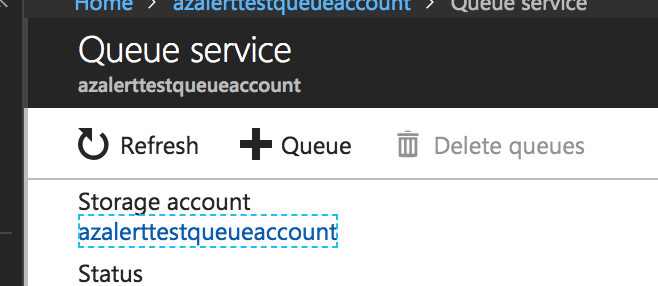 Home > azalerttestqueueaccount > Queue service
Queue service
azalerttestqueueaccount
Refresh Queue Delete queues
Storage account
azalerttestqueueaccount
Status